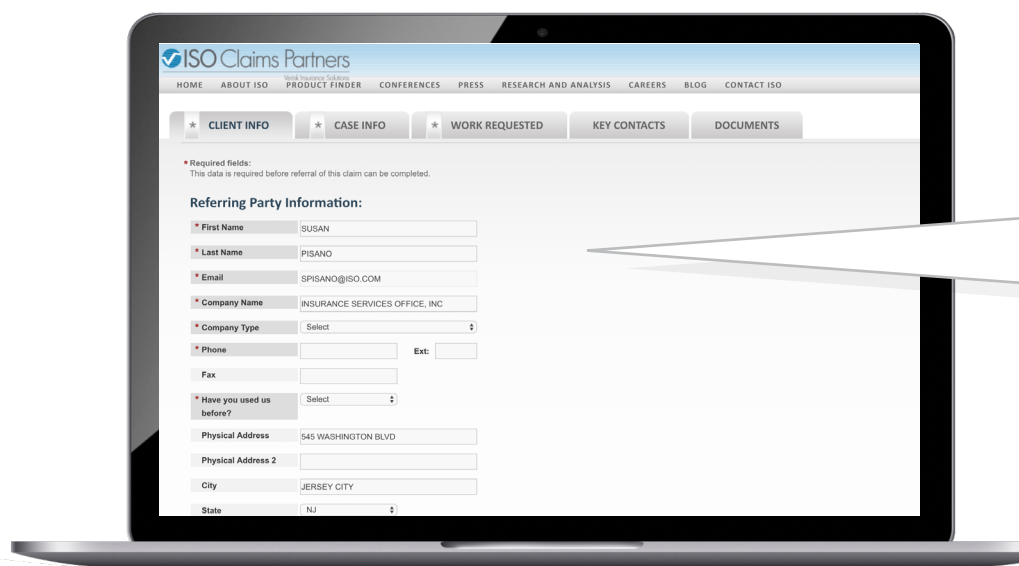 ISO Claims Partners
Verisk Insurance Solutions
HOME ABOUT ISO PRODUCT FINDER CONFERENCES PRESS RESEARCH AND ANALYSIS CAREERS BLOG CONTACT ISO
* CLIENT INFO * CASE INFO * WORK REQUESTED KEY CONTACTS DOCUMENTS
* Required fields:
This data is required before referral of this claim can be completed.
Referring Party Information:
* First Name SUSAN
* Last Name PISANO
* Email SPISANO@ISO.COM
* Company Name INSURANCE SERVICES OFFICE, INC
* Company Type Select
* Phone Ext:
Fax
* Have you used us Select
before?
Physical Address 545 WASHINGTON BLVD
Physical Address 2
City JERSEY CITY
State NJ